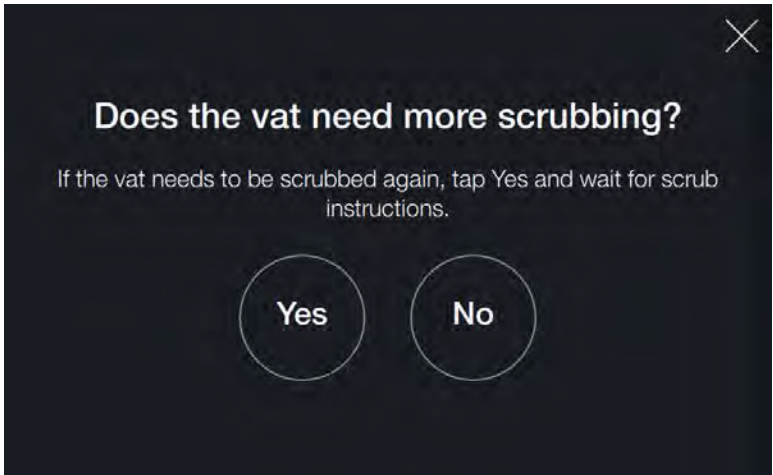 Does the vat need more scrubbing?
If the vat needs to be scrubbed again, tap Yes and wait for scrub
instructions.
Yes No